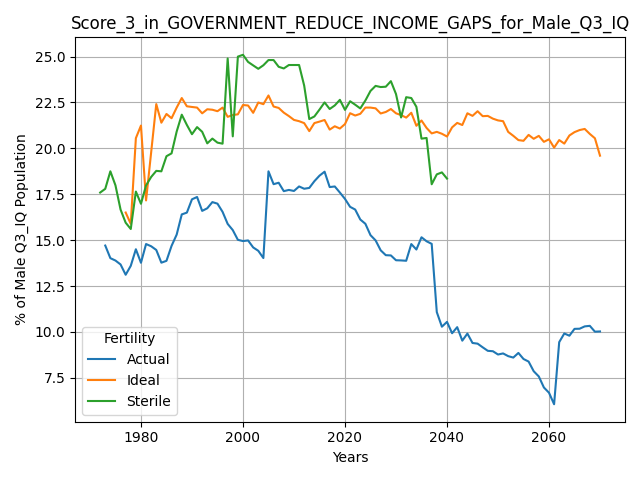 Score_3_in_GOVERNMENT_REDUCE_INCOME_GAPS_for_Male_Q3_IQ
% of Male Q3_IQ Population
25.0
22.5
20.0
17.5
15.0
12.5
10.0
7.5
Fertility
Actual
Ideal
Sterile
1980 2000 2020 2040 2060
Years